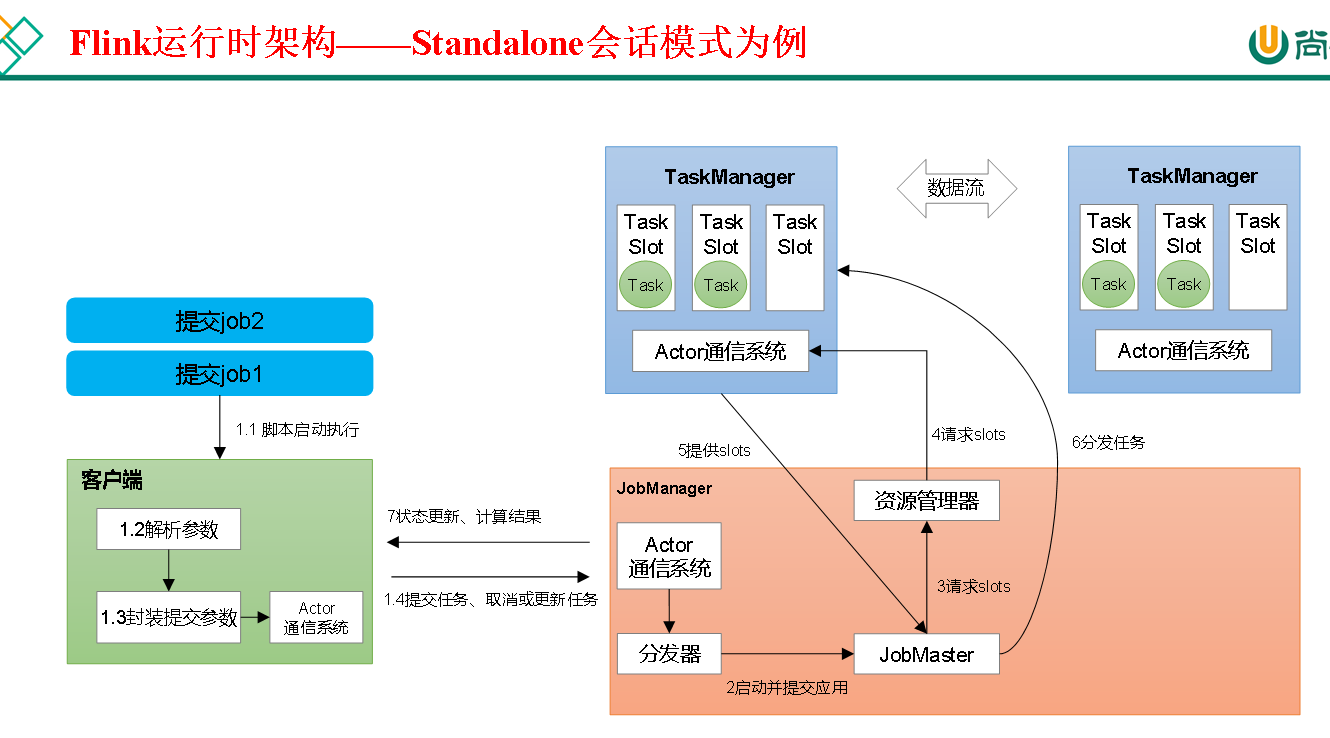 Flink运行时架构——Standalone会话模式为例
尚
TaskManager
Task
Slot
Task
Task
Slot
Task
Task
Slot
Actor通信系统
数据流
TaskManager
Task
Slot
Task
Task
Slot
Task
Task
Slot
Actor通信系统
提交job2
提交job1
1.1 脚本启动执行
客户端
1.2解析参数
1.3封装提交参数
Actor
通信系统
7状态更新、计算结果
1.4提交任务、取消或更新任务
5提供slots
4请求slots
6分发任务
JobManager
Actor
通信系统
资源管理器
3请求slots
分发器
2启动并提交应用
JobMaster